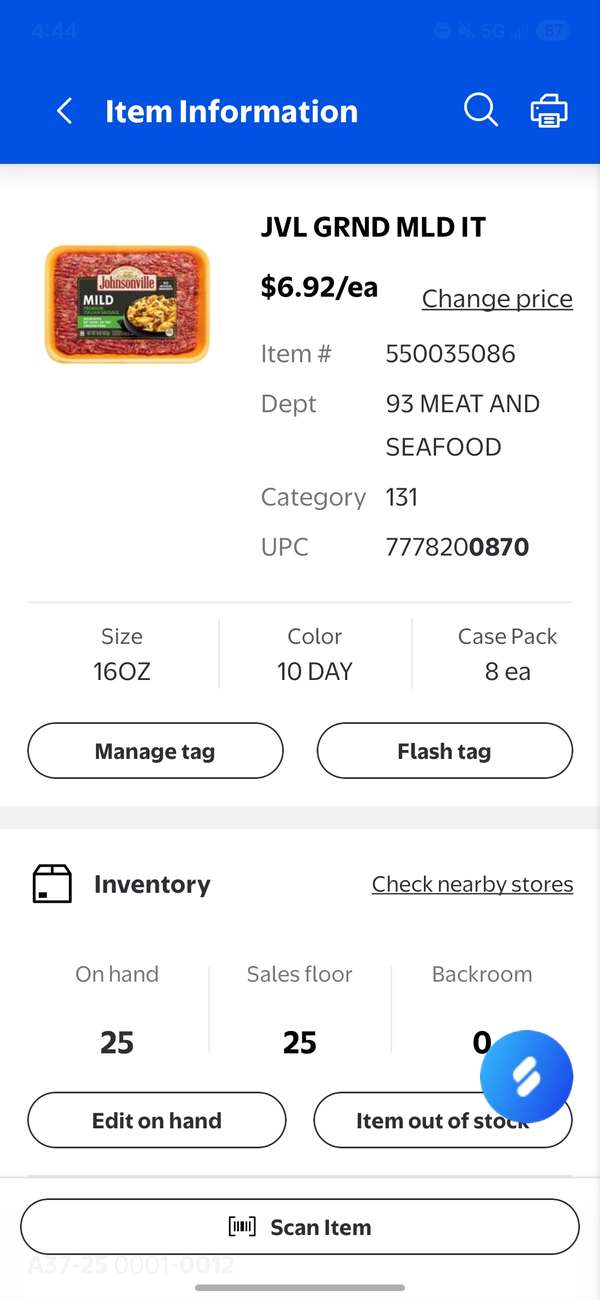 4:44
5G
87
Item Information
JVL GRND MLD IT
$6.92/ea
Change price
Johnsonville
MILD
Item #
550035086
Dept
93 MEAT AND
SEAFOOD
Category
131
UPC
7778200870
Size
16OZ
Color
10 DAY
Case Pack
8 ea
Manage tag
Flash tag
Inventory
Check nearby stores
On hand
25
Sales floor
25
Backroom
0
Edit on hand
Item out of stock
Scan Item
A37-25 0001-0012